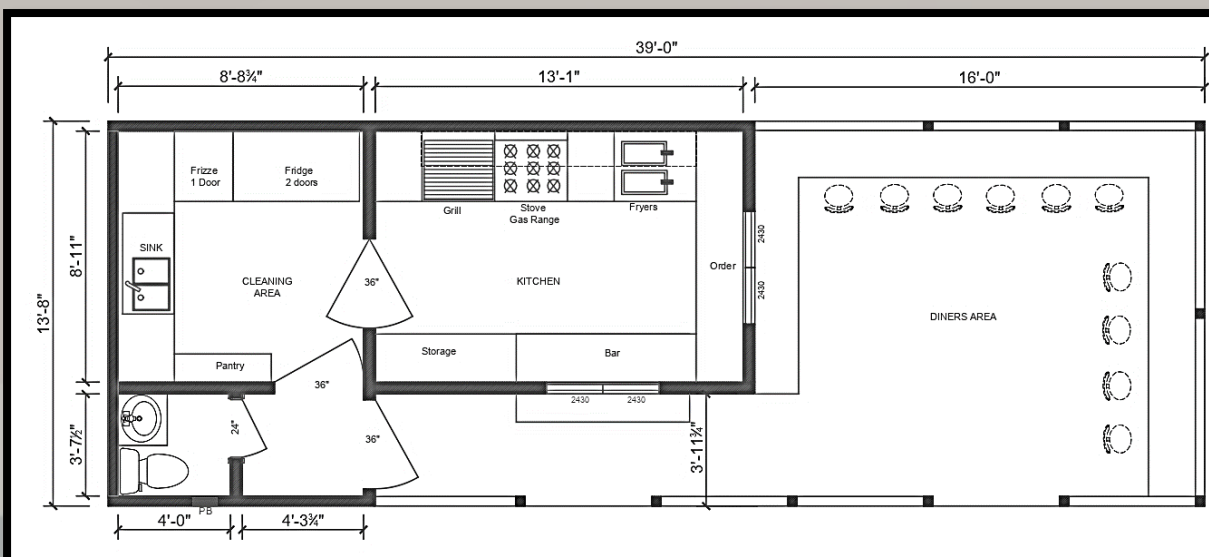 39'-0"
8'-8¾"
13'-1"
16'-0"
13'-8"
8'-11"
3'-7½"
Frizze
1 Door
Fridge
2 doors
Grill
Stove
Gas Range
Fryers
2430
2430
SINK
CLEANING
AREA
36"
KITCHEN
Order
DINERS AREA
Pantry
Storage
Bar
36"
2430
2430
24"
36"
3'-11¾"
PB
4'-0"
4'-3¾"